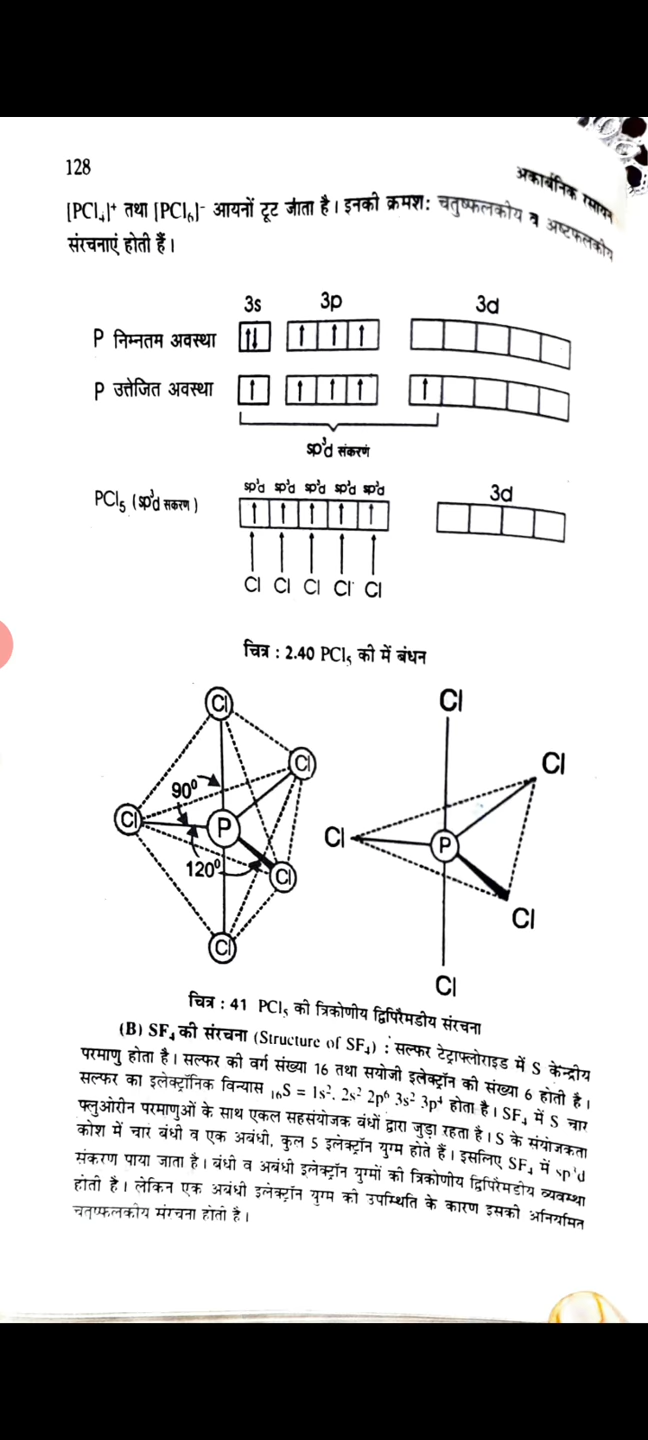 128
अकार्बनिक रसायन
[PCl₄]⁺ तथा [PCl₆]⁻ आयनों टूट जाता है। इनकी क्रमश: चतुष्फलकीय व अष्टफलकीय
संरचनाएं होती हैं।
3s 3p 3d
P निम्नतम अवस्था
P उत्तेजित अवस्था
sp³d संकरण
sp³d sp³d sp³d sp³d sp³d 3d
PCl₅ (sp³d संकरण)
Cl Cl Cl Cl Cl
चित्र : 2.40 PCl₅ की में बंधन
Cl
Cl
90⁰
Cl
P
120⁰
Cl
Cl
Cl
Cl
Cl
P
Cl
Cl
चित्र : 41 PCl₅ की त्रिकोणीय द्विपिरैमडीय संरचना
(B) SF₄ की संरचना (Structure of SF₄) : सल्फर टेट्राफ्लोराइड में S केन्द्रीय
परमाणु होता है। सल्फर की वर्ग संख्या 16 तथा सयोजी इलेक्ट्रॉन की संख्या 6 होती है।
सल्फर का इलेक्ट्रॉनिक विन्यास ₁₆S = 1s², 2s² 2p⁶ 3s² 3p⁴ होता है। SF₄ में S चार
फ्लुओरीन परमाणुओं के साथ एकल सहसंयोजक बंधों द्वारा जुड़ा रहता है। S के संयोजकता
कोश में चार बंधी व एक अबंधी, कुल 5 इलेक्ट्रॉन युग्म होते हैं। इसलिए SF₄ में sp³d
संकरण पाया जाता है। बंधी व अबंधी इलेक्ट्रॉन युग्मों की त्रिकोणीय द्विपिरैमडीय व्यवस्था
होती है। लेकिन एक अबंधी इलेक्ट्रॉन युग्म की उपस्थिति के कारण इसकी अनियमित
चतुष्फलकीय संरचना होती है।